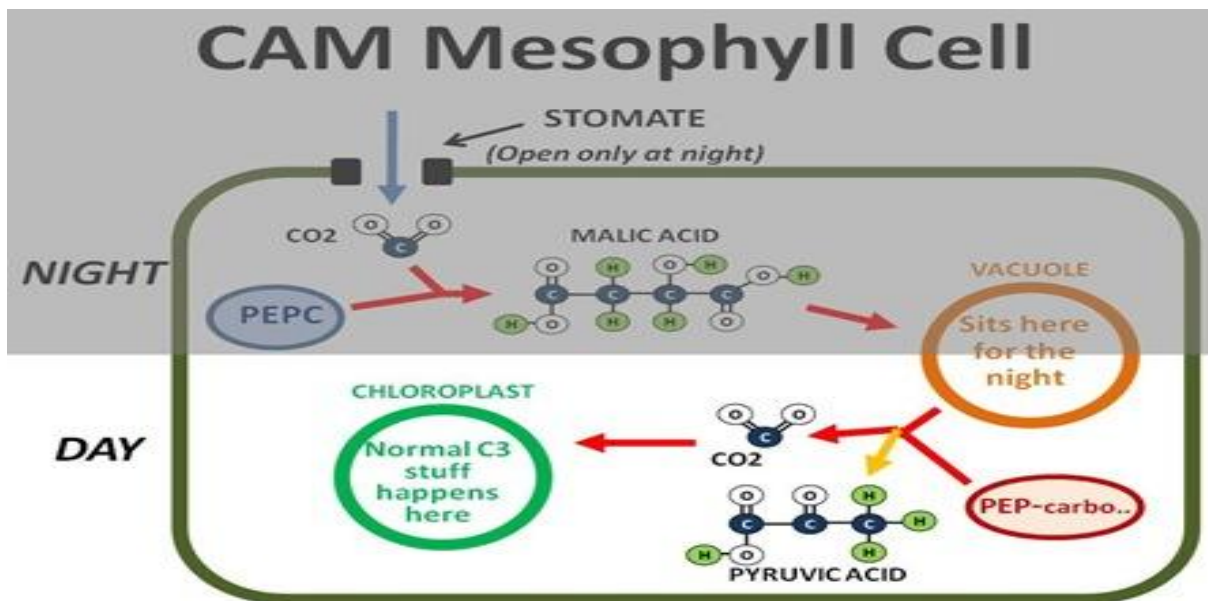 CAM Mesophyll Cell
STOMATE
(Open only at night)
CO2
MALIC ACID
O
O
C
O
H
O
H
O
H
C
C
C
C
H
O
H
H
O
NIGHT
PEPC
VACUOLE
Sits here
for the
night
DAY
CHLOROPLAST
Normal C3
stuff
happens
here
O
O
C
CO2
PEP-carbo..
O
O
H
C
C
C
H
H
O
H
PYRUVIC ACID